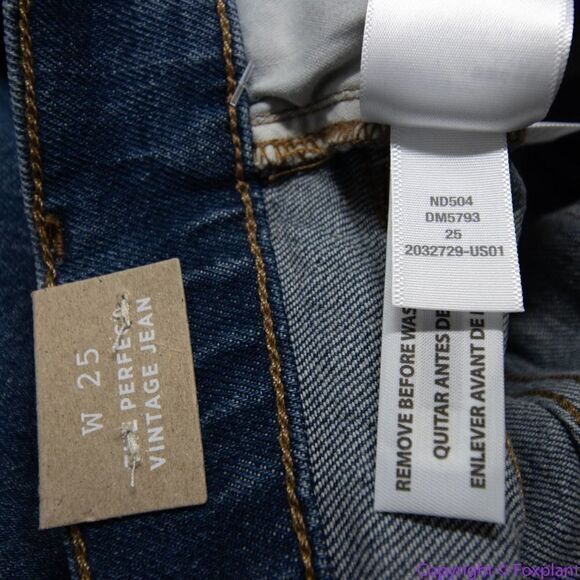 W 25
THE PERFECT
VINTAGE JEAN
ND504
DM5793
25
2032729-US01
REMOVE BEFORE WAS
QUITAR ANTES DE
ENLEVER AVANT DE
Copyright © Foxplant